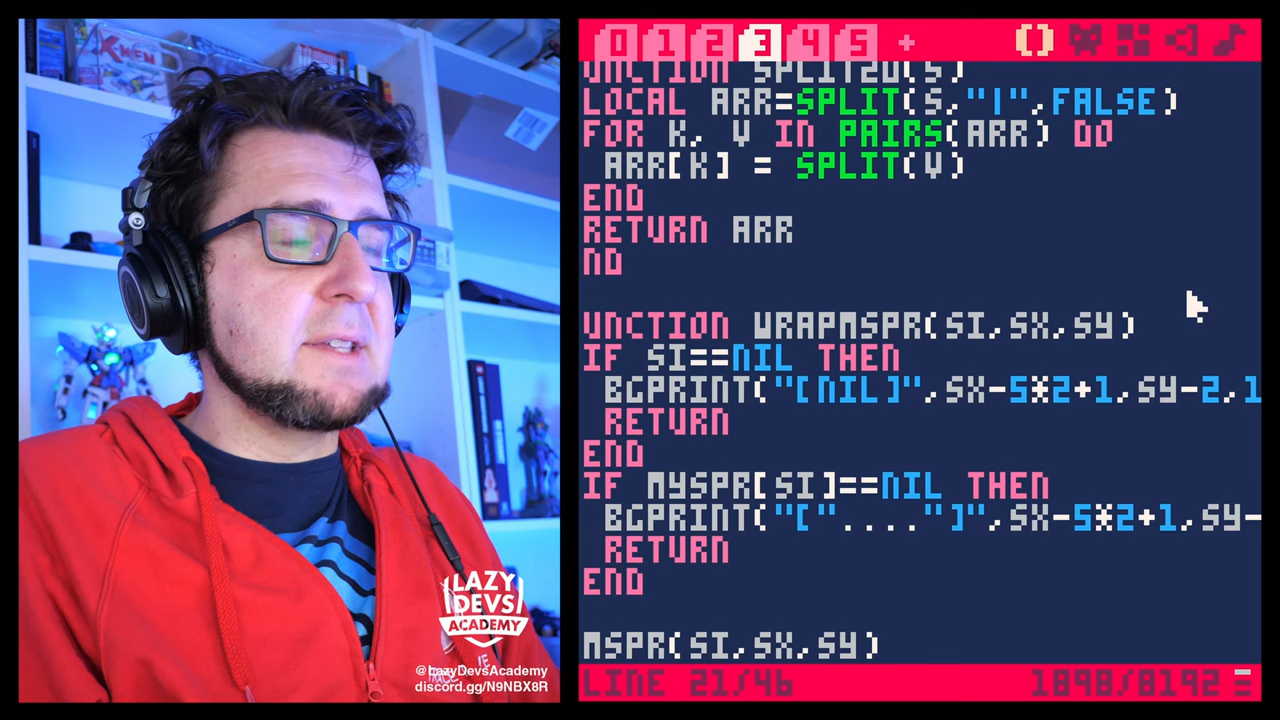 X-MEN
LAZY
DEVS
ACADEMY
@LazyDevsAcademy
discord.gg/N9NBX8R
0 1 2 3 4 5 +
UNCTION SPLIT2D(S)
LOCAL ARR=SPLIT(S,"|",FALSE)
FOR K, V IN PAIRS(ARR) DO
ARR[K] = SPLIT(V)
END
RETURN ARR
ND
UNCTION WRAPMSPR(SI,SX,SY)
IF SI==NIL THEN
BGPRINT("[NIL]",SX-5*2+1,SY-2,1
RETURN
END
IF MYSPR[SI]==NIL THEN
BGPRINT("["...."]",SX-5*2+1,SY-
RETURN
END
MSPR(SI,SX,SY)
LINE 21/46
1898/8192